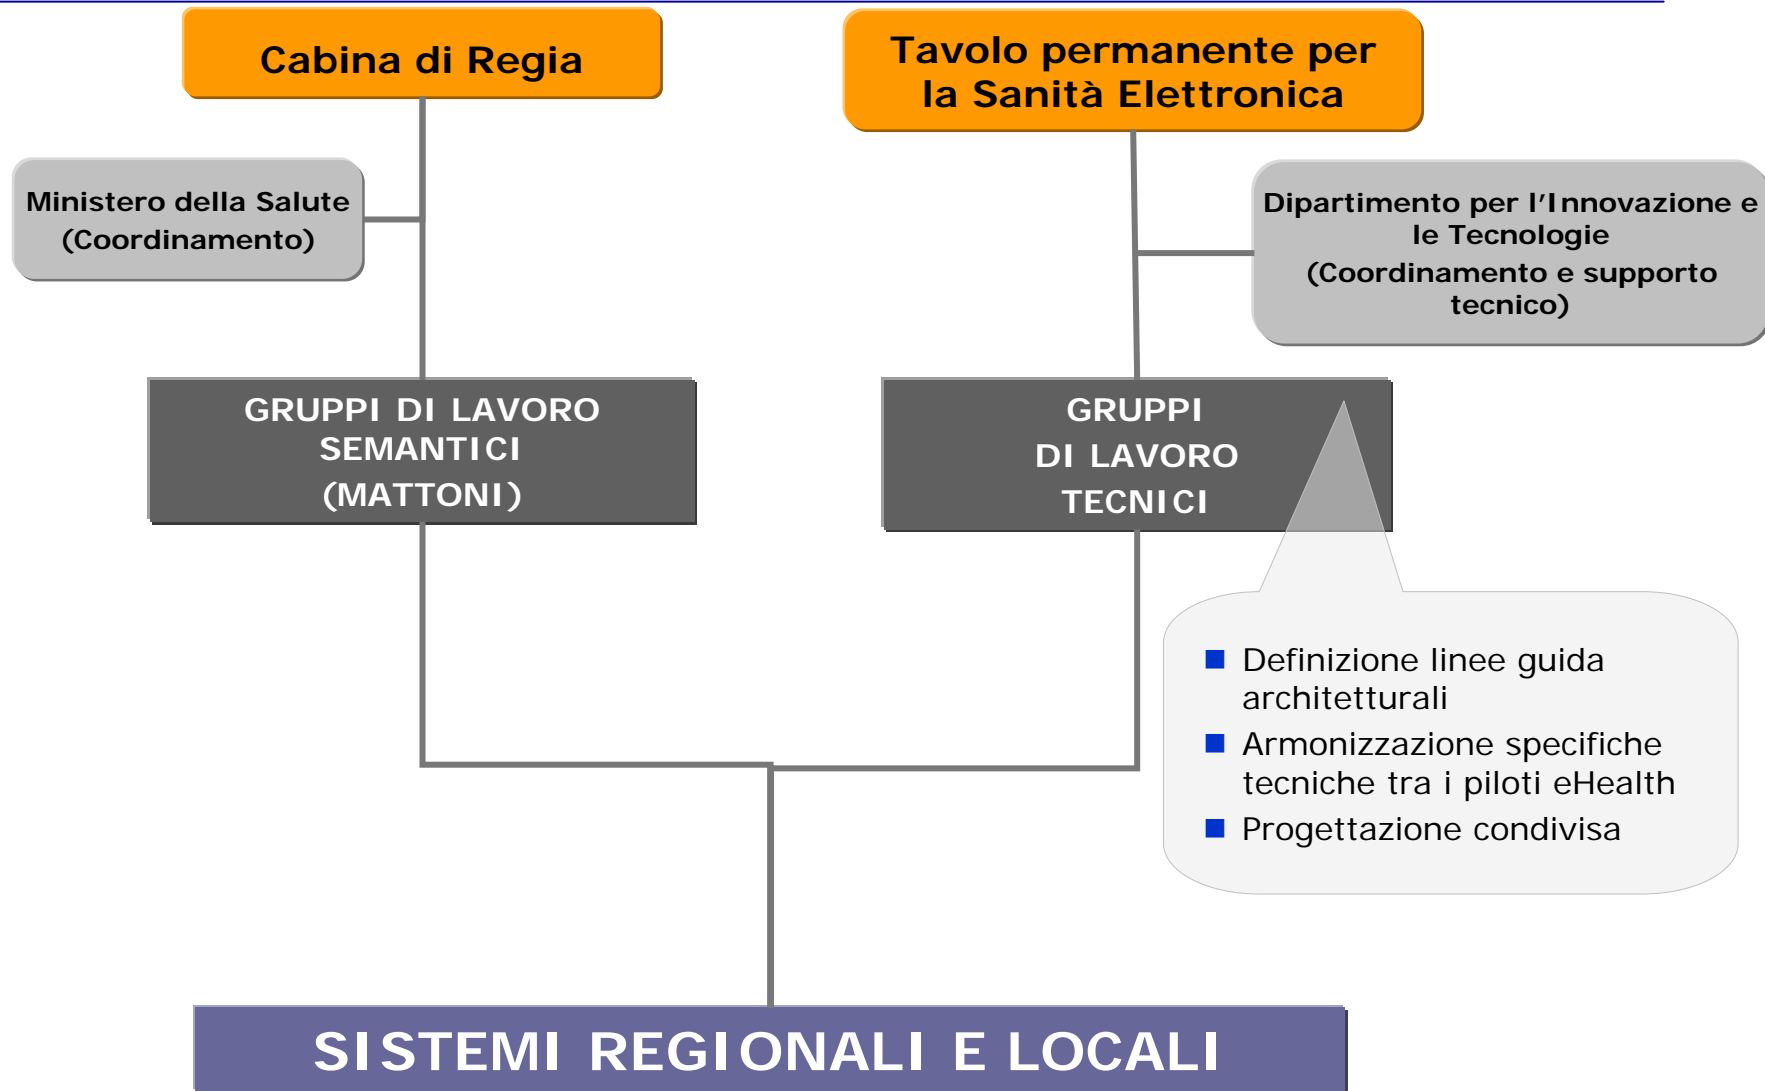 Cabina di Regia
Tavolo permanente per
la Sanità Elettronica
Ministero della Salute
(Coordinamento)
Dipartimento per l'Innovazione e
le Tecnologie
(Coordinamento e supporto
tecnico)
GRUPPI DI LAVORO
SEMANTICI
(MATTONI)
GRUPPI
DI LAVORO
TECNICI
Definizione linee guida
architetturali
Armonizzazione specifiche
tecniche tra i piloti eHealth
Progettazione condivisa
SISTEMI REGIONALI E LOCALI